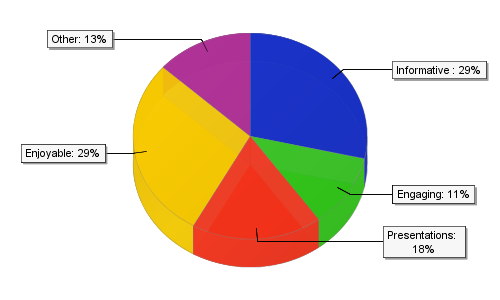 Other: 13%
Informative : 29%
Enjoyable: 29%
Engaging: 11%
Presentations:
18%